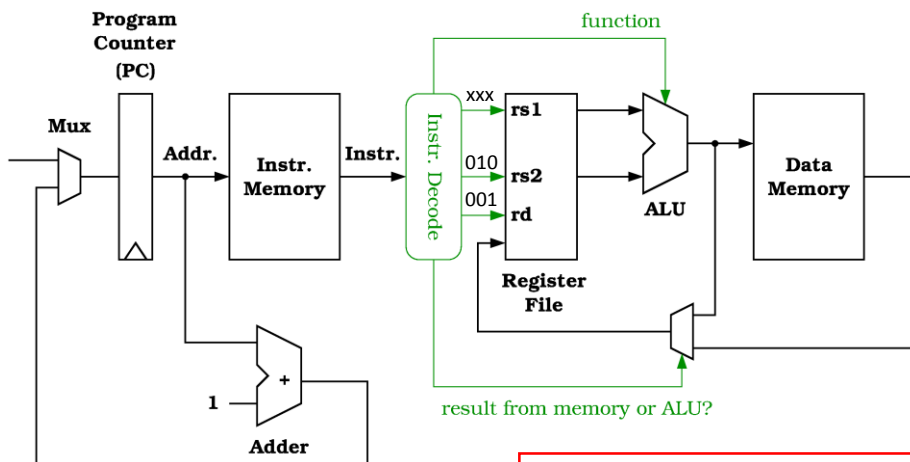 Program
Counter
(PC)
function
Mux
xxx
rs1
Addr.
Instr.
Instr.
Memory
Instr. Decode
010
rs2
001
rd
Data
Memory
ALU
Register
File
+
1
Adder
result from memory or ALU?